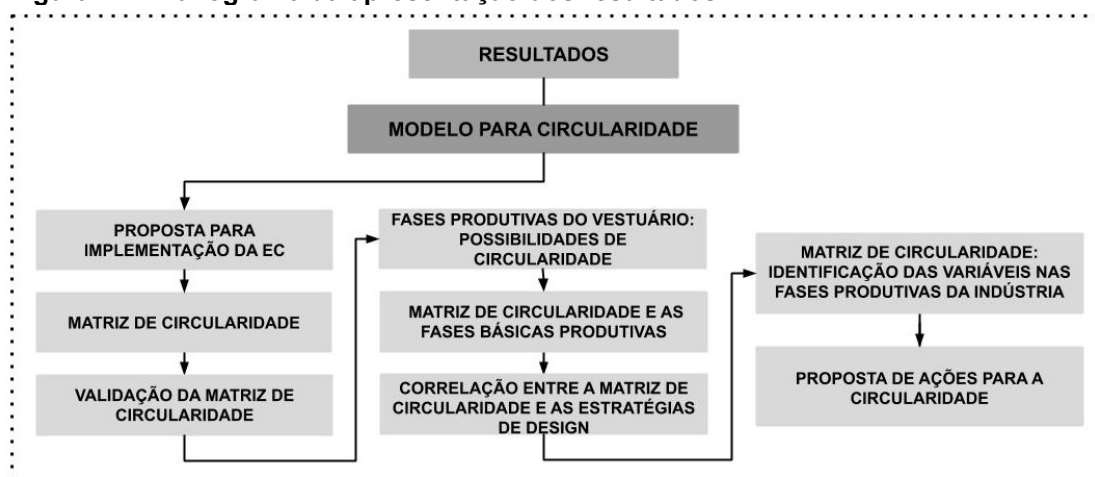 RESULTADOS
MODELO PARA CIRCULARIDADE
PROPOSTA PARA
IMPLEMENTAÇÃO DA EC
MATRIZ DE CIRCULARIDADE
VALIDAÇÃO DA MATRIZ DE
CIRCULARIDADE
FASES PRODUTIVAS DO VESTUÁRIO:
POSSIBILIDADES DE
CIRCULARIDADE
MATRIZ DE CIRCULARIDADE E AS
FASES BÁSICAS PRODUTIVAS
CORRELAÇÃO ENTRE A MATRIZ DE
CIRCULARIDADE E AS ESTRATÉGIAS
DE DESIGN
MATRIZ DE CIRCULARIDADE:
IDENTIFICAÇÃO DAS VARIÁVEIS NAS
FASES PRODUTIVAS DA INDÚSTRIA
PROPOSTA DE AÇÕES PARA A
CIRCULARIDADE